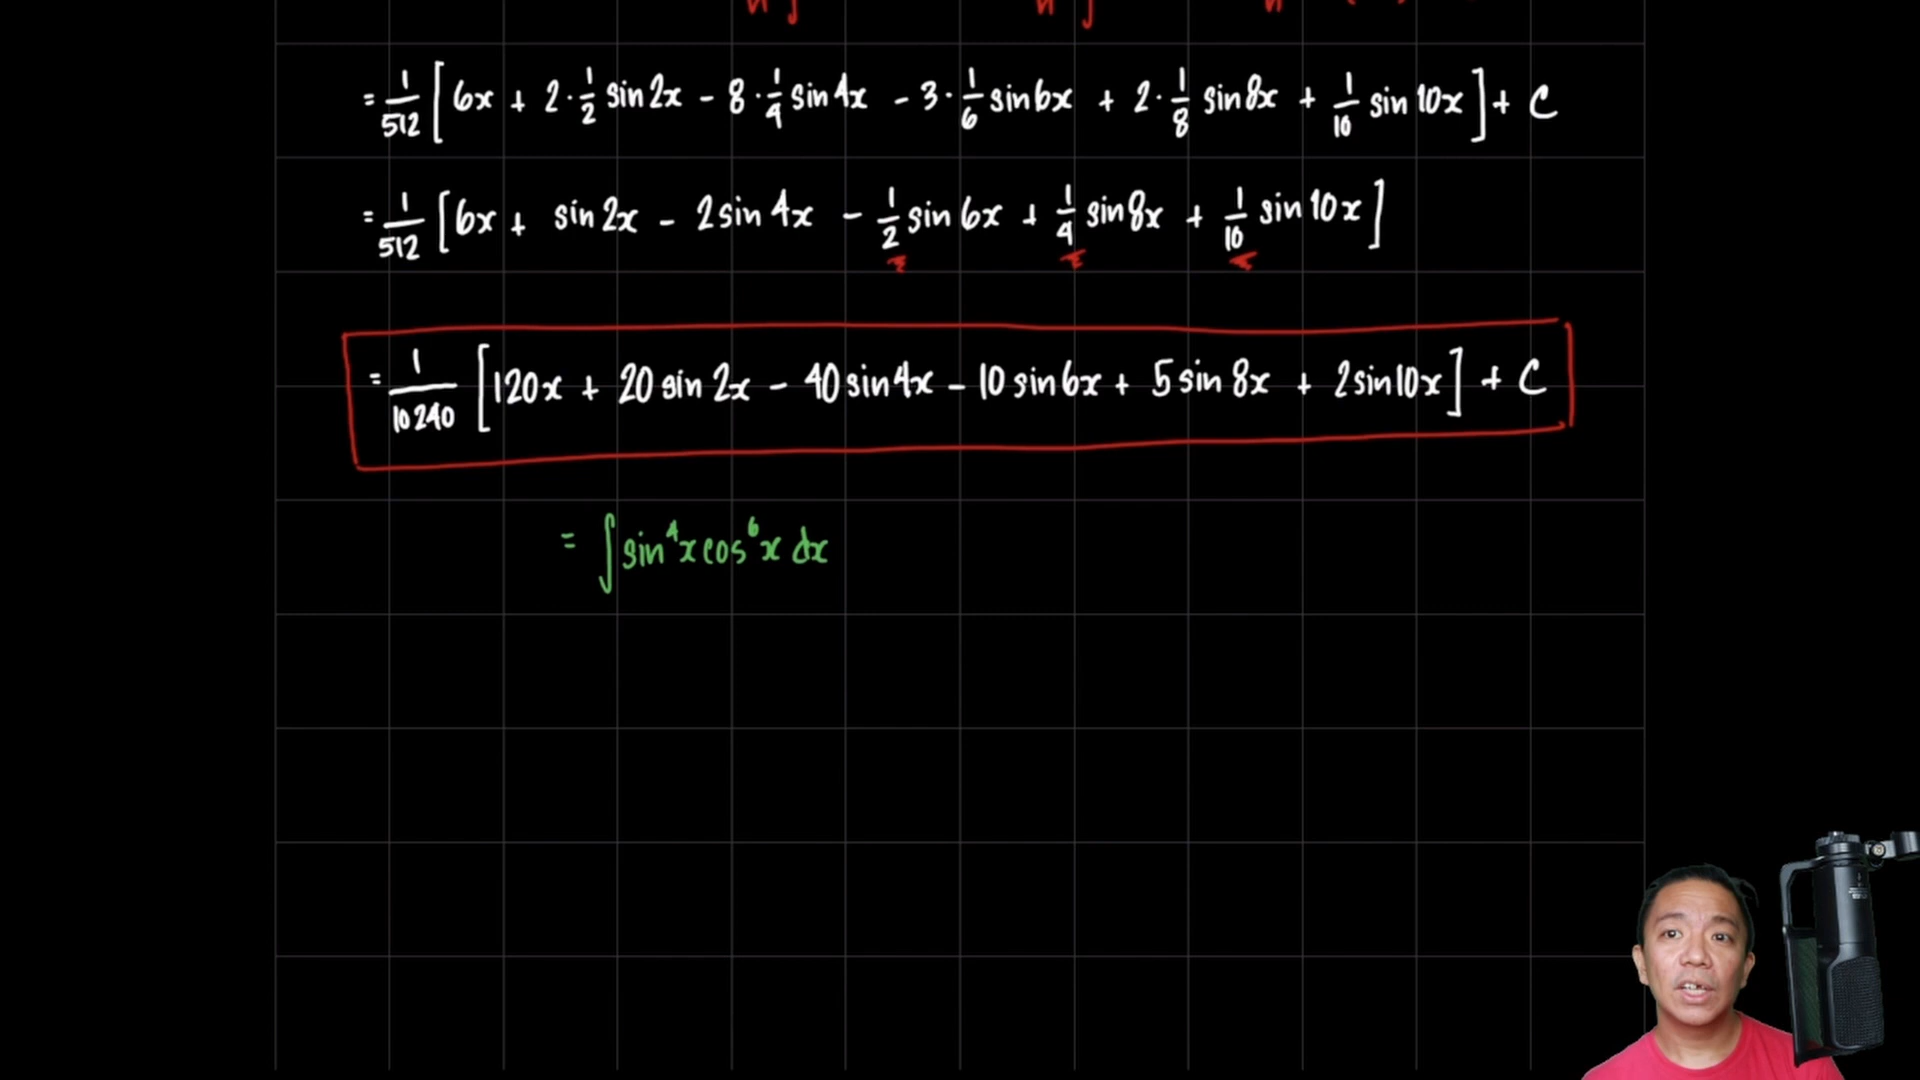 = 1/512 [ 6x + 2 · 1/2 sin 2x - 8 · 1/4 sin 4x - 3 · 1/6 sin 6x + 2 · 1/8 sin 8x + 1/10 sin 10x ] + C
= 1/512 [ 6x + sin 2x - 2 sin 4x - 1/2 sin 6x + 1/4 sin 8x + 1/10 sin 10x ]
= 1/10240 [ 120x + 20 sin 2x - 40 sin 4x - 10 sin 6x + 5 sin 8x + 2 sin 10x ] + C
= ∫ sin⁴x cos⁶x dx